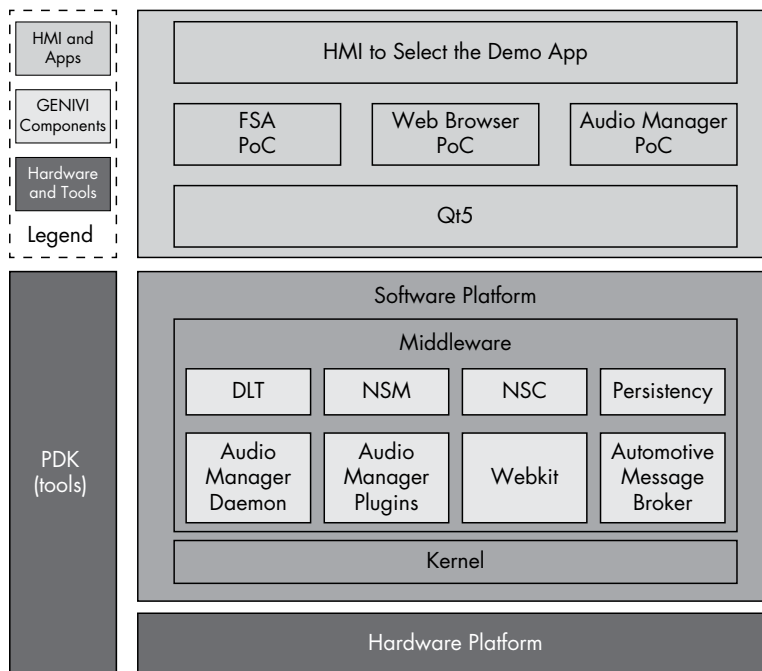 HMI and
Apps
GENIVI
Components
Hardware
and Tools
Legend
HMI to Select the Demo App
FSA
PoC
Web Browser
PoC
Audio Manager
PoC
Qt5
PDK
(tools)
Software Platform
Middleware
DLT
NSM
NSC
Persistency
Audio
Manager
Daemon
Audio
Manager
Plugins
Webkit
Automotive
Message
Broker
Kernel
Hardware Platform